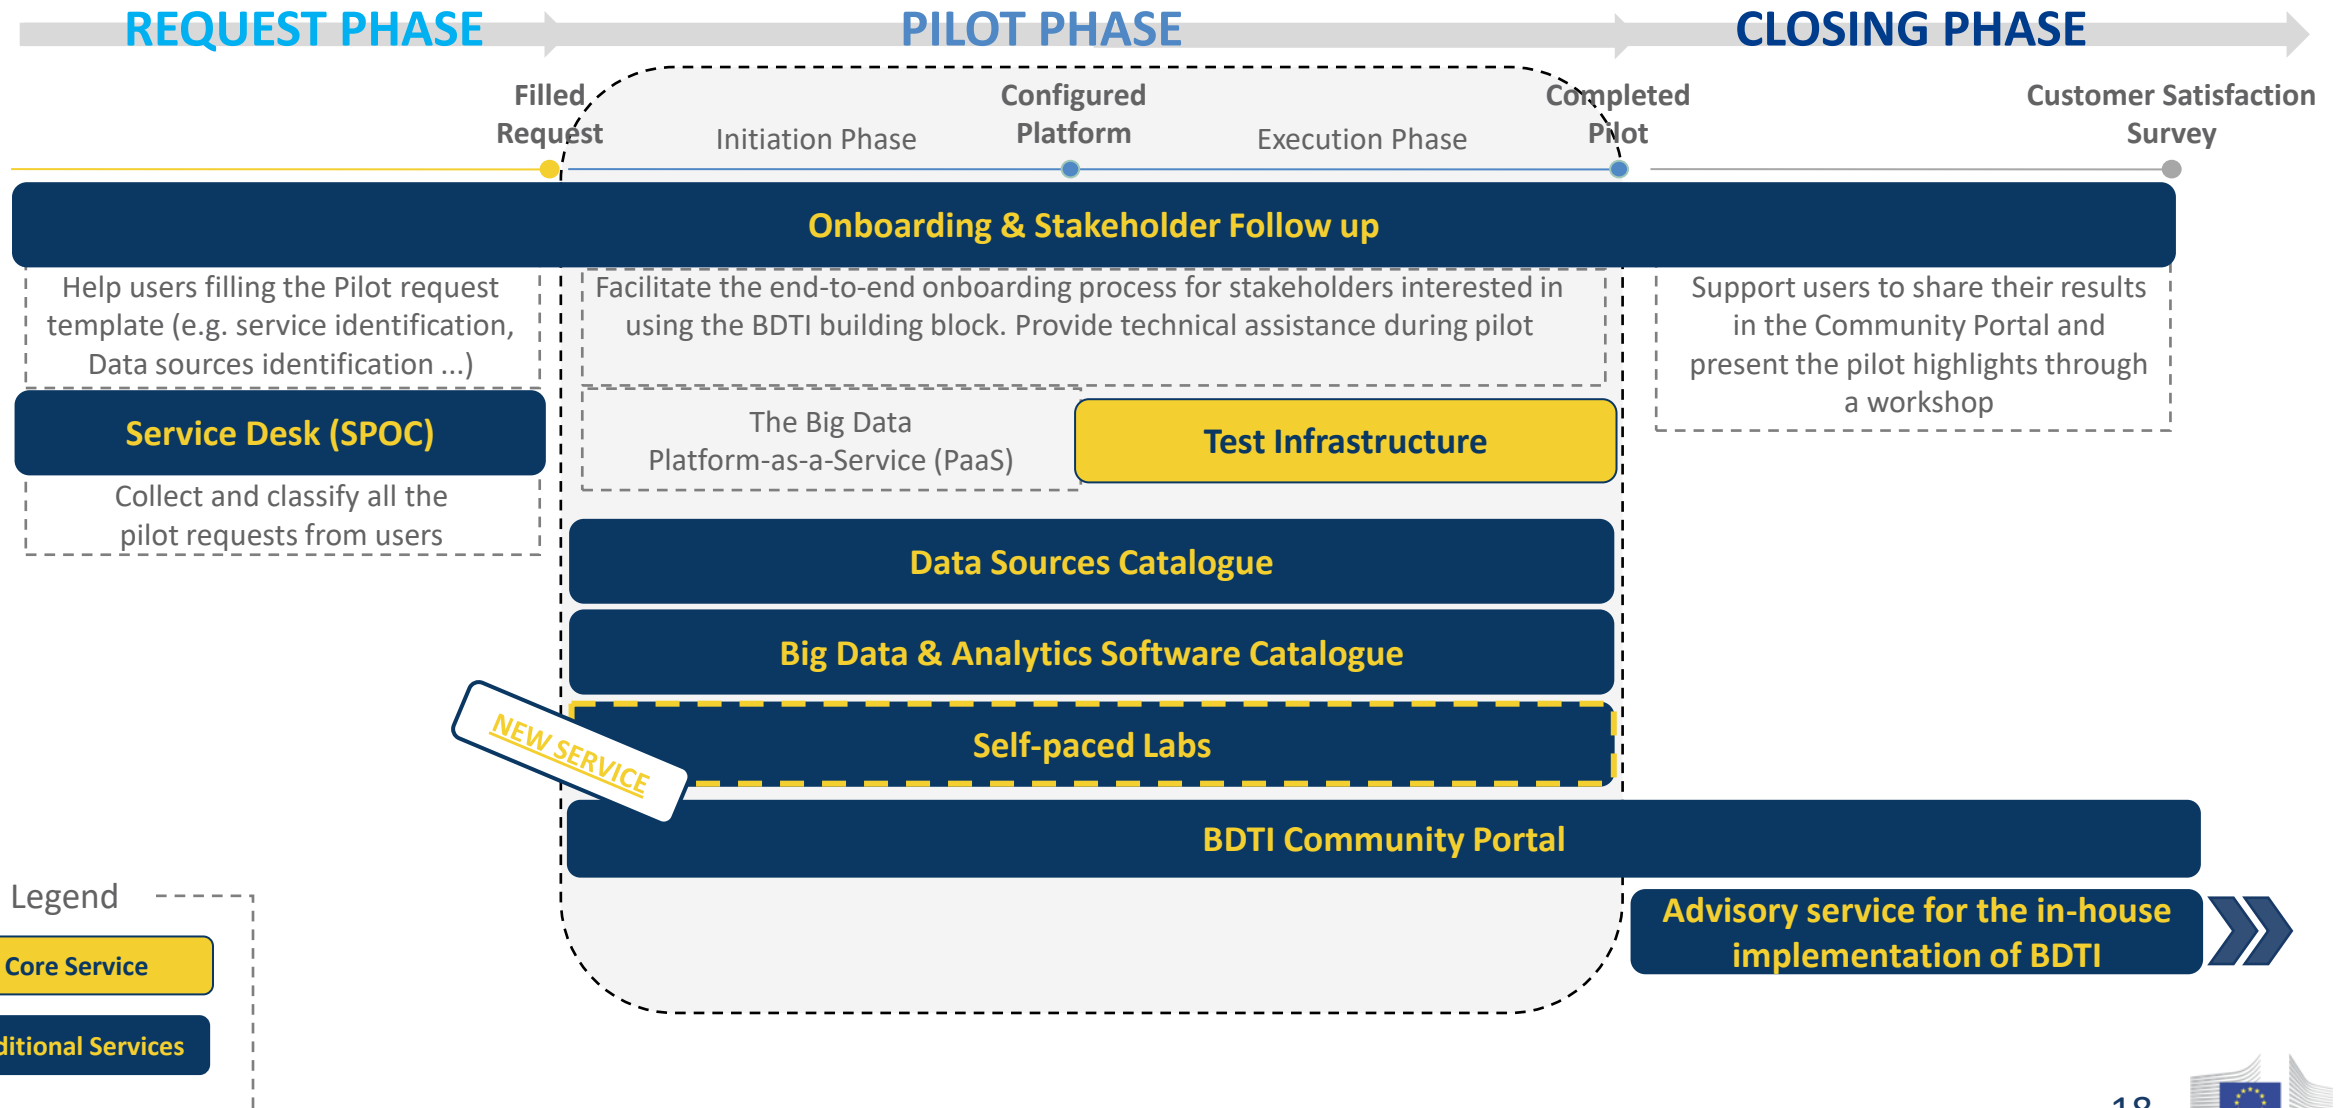 REQUEST PHASE
PILOT PHASE
CLOSING PHASE
Filled
Request
Initiation Phase
Configured
Platform
Execution Phase
Completed
Pilot
Customer Satisfaction
Survey
Onboarding & Stakeholder Follow up
Help users filling the Pilot request
template (e.g. service identification,
Data sources identification ...)
Facilitate the end-to-end onboarding process for stakeholders interested in
using the BDTI building block. Provide technical assistance during pilot
Support users to share their results
in the Community Portal and
present the pilot highlights through
a workshop
Service Desk (SPOC)
The Big Data
Platform-as-a-Service (PaaS)
Test Infrastructure
Collect and classify all the
pilot requests from users
Data Sources Catalogue
Big Data & Analytics Software Catalogue
NEW SERVICE
Self-paced Labs
BDTI Community Portal
Advisory service for the in-house
implementation of BDTI
Legend
Core Service
Services
18